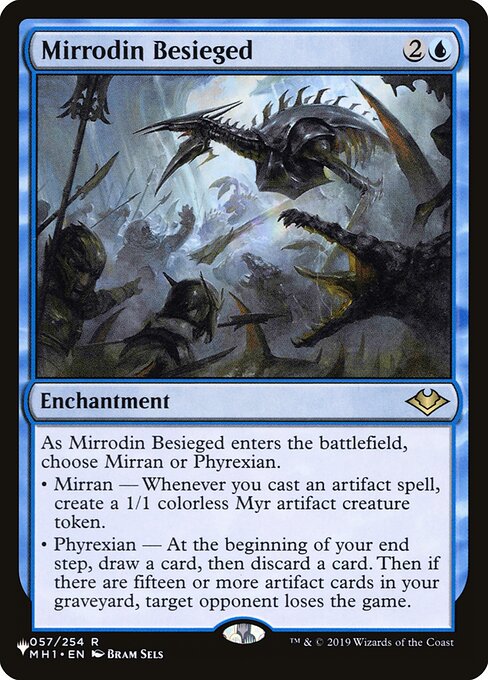 Mirrodin Besieged 2
Enchantment
As Mirrodin Besieged enters the battlefield,
choose Mirran or Phyrexian.
• Mirran — Whenever you cast an artifact spell,
create a 1/1 colorless Myr artifact creature
token.
• Phyrexian — At the beginning of your end
step, draw a card, then discard a card. Then if
there are fifteen or more artifact cards in your
graveyard, target opponent loses the game.
057/254 R
MH1 • EN Bram Sels
™ & © 2019 Wizards of the Coast